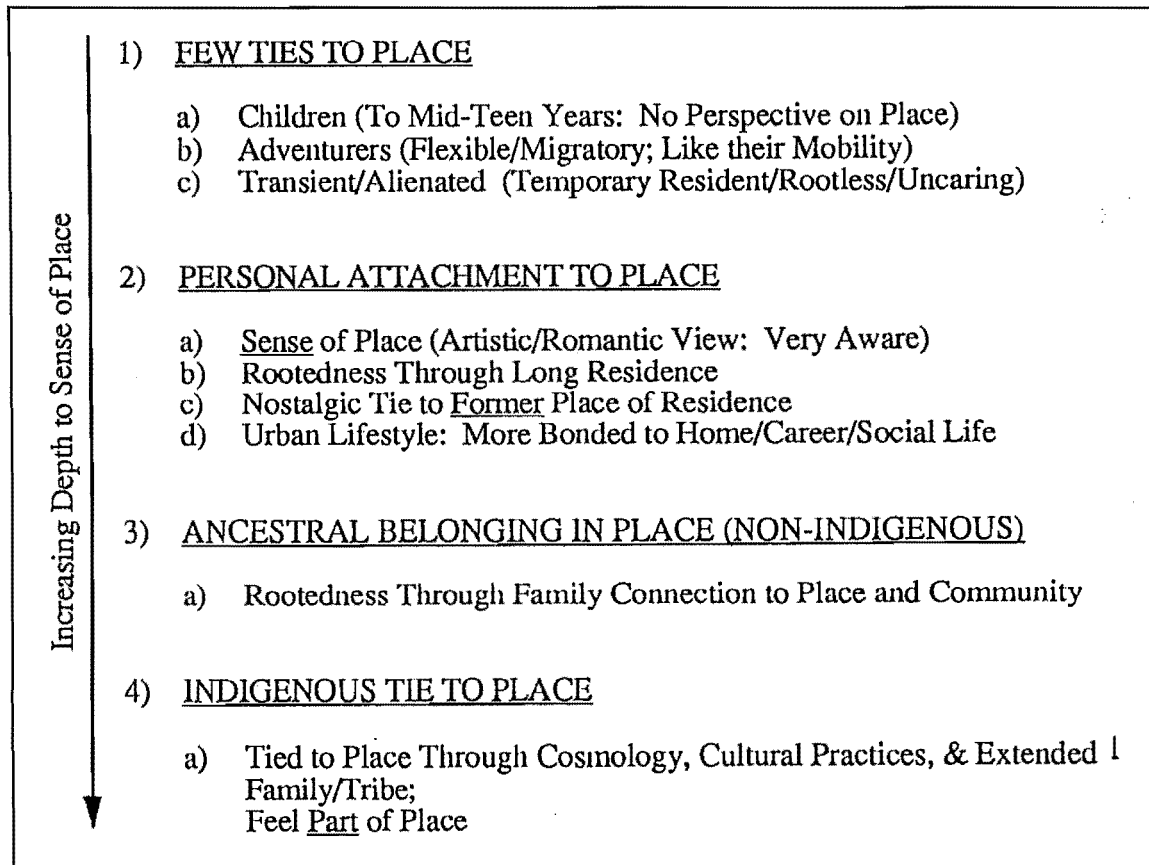 1) FEW TIES TO PLACE
a) Children (To Mid-Teen Years: No Perspective on Place)
b) Adventurers (Flexible/Migratory; Like their Mobility)
c) Transient/Alienated (Temporary Resident/Rootless/Uncaring)
Increasing Depth to Sense of Place
2) PERSONAL ATTACHMENT TO PLACE
a) Sense of Place (Artistic/Romantic View: Very Aware)
b) Rootedness Through Long Residence
c) Nostalgic Tie to Former Place of Residence
d) Urban Lifestyle: More Bonded to Home/Career/Social Life
3) ANCESTRAL BELONGING IN PLACE (NON-INDIGENOUS)
a) Rootedness Through Family Connection to Place and Community
4) INDIGENOUS TIE TO PLACE
a) Tied to Place Through Cosmology, Cultural Practices, & Extended
Family/Tribe;
Feel Part of Place